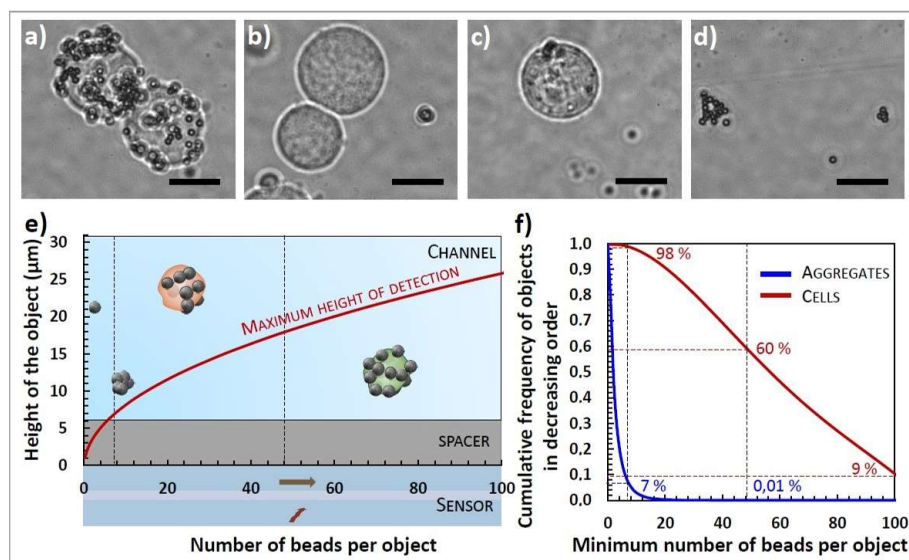 a)
b)
c)
d)
e)
30
25
20
15
10
5
0
Height of the object (µm)
CHANNEL
MAXIMUM HEIGHT OF DETECTION
SPACER
0 20 40 60 80 100
SENSOR
Number of beads per object
f)
1.0
0.9
0.8
0.7
0.6
0.5
0.4
0.3
0.2
0.1
0.0
Cumulative frequency of objects
in decreasing order
98 %
AGGREGATES
CELLS
60 %
9 %
7 %
0,01 %
0 20 40 60 80 100
Minimum number of beads per object